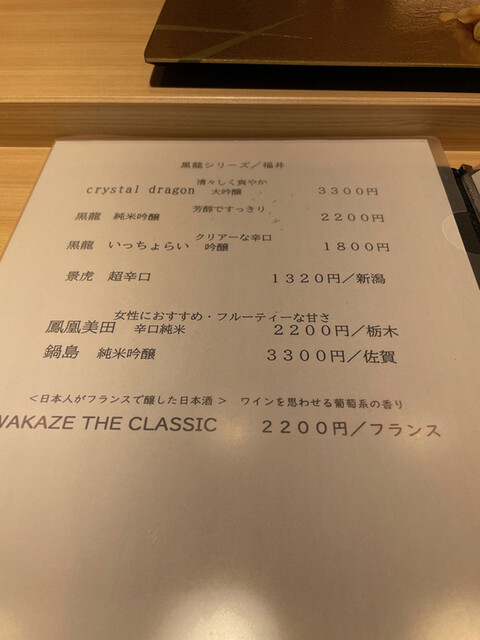 黒龍シリーズ／福井
清々しく爽やか
crystal dragon 大吟醸 3300円
芳醇ですっきり
黒龍 純米吟醸 2200円
クリアーな辛口
黒龍 いっちょらい 吟醸 1800円
景虎 超辛口 1320円／新潟
女性におすすめ・フルーティーな甘さ
鳳凰美田 辛口純米 2200円／栃木
鍋島 純米吟醸 3300円／佐賀
＜日本人がフランスで醸した日本酒＞ ワインを思わせる葡萄系の香り
WAKAZE THE CLASSIC 2200円／フランス